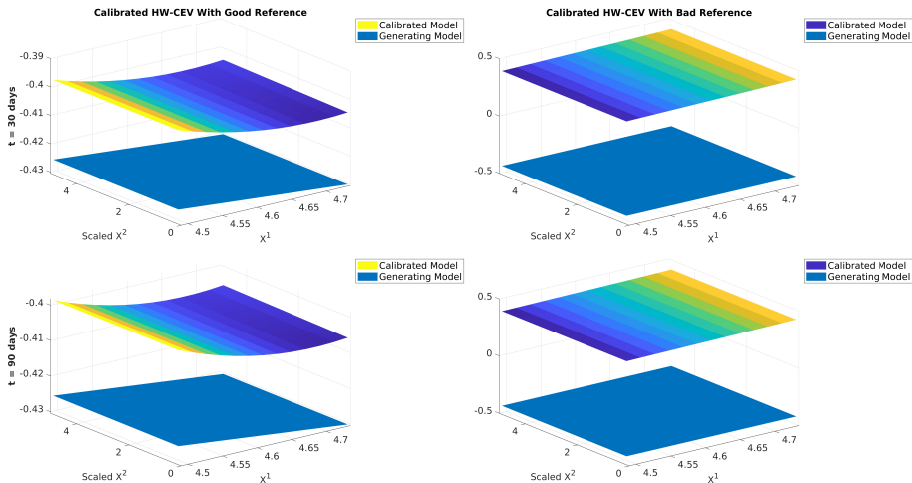 Calibrated HW-CEV With Good Reference
Calibrated Model
Generating Model
-0.39
-0.4
-0.41
-0.42
-0.43
t = 30 days
4
2
0
Scaled X²
4.5
4.55
4.6
4.65
4.7
X¹
Calibrated HW-CEV With Bad Reference
Calibrated Model
Generating Model
0.5
0
-0.5
4
2
0
Scaled X²
4.5
4.55
4.6
4.65
4.7
X¹
Calibrated Model
Generating Model
-0.4
-0.41
-0.42
-0.43
t = 90 days
4
2
0
Scaled X²
4.5
4.55
4.6
4.65
4.7
X¹
Calibrated Model
Generating Model
0.5
0
-0.5
4
2
0
Scaled X²
4.5
4.55
4.6
4.65
4.7
X¹